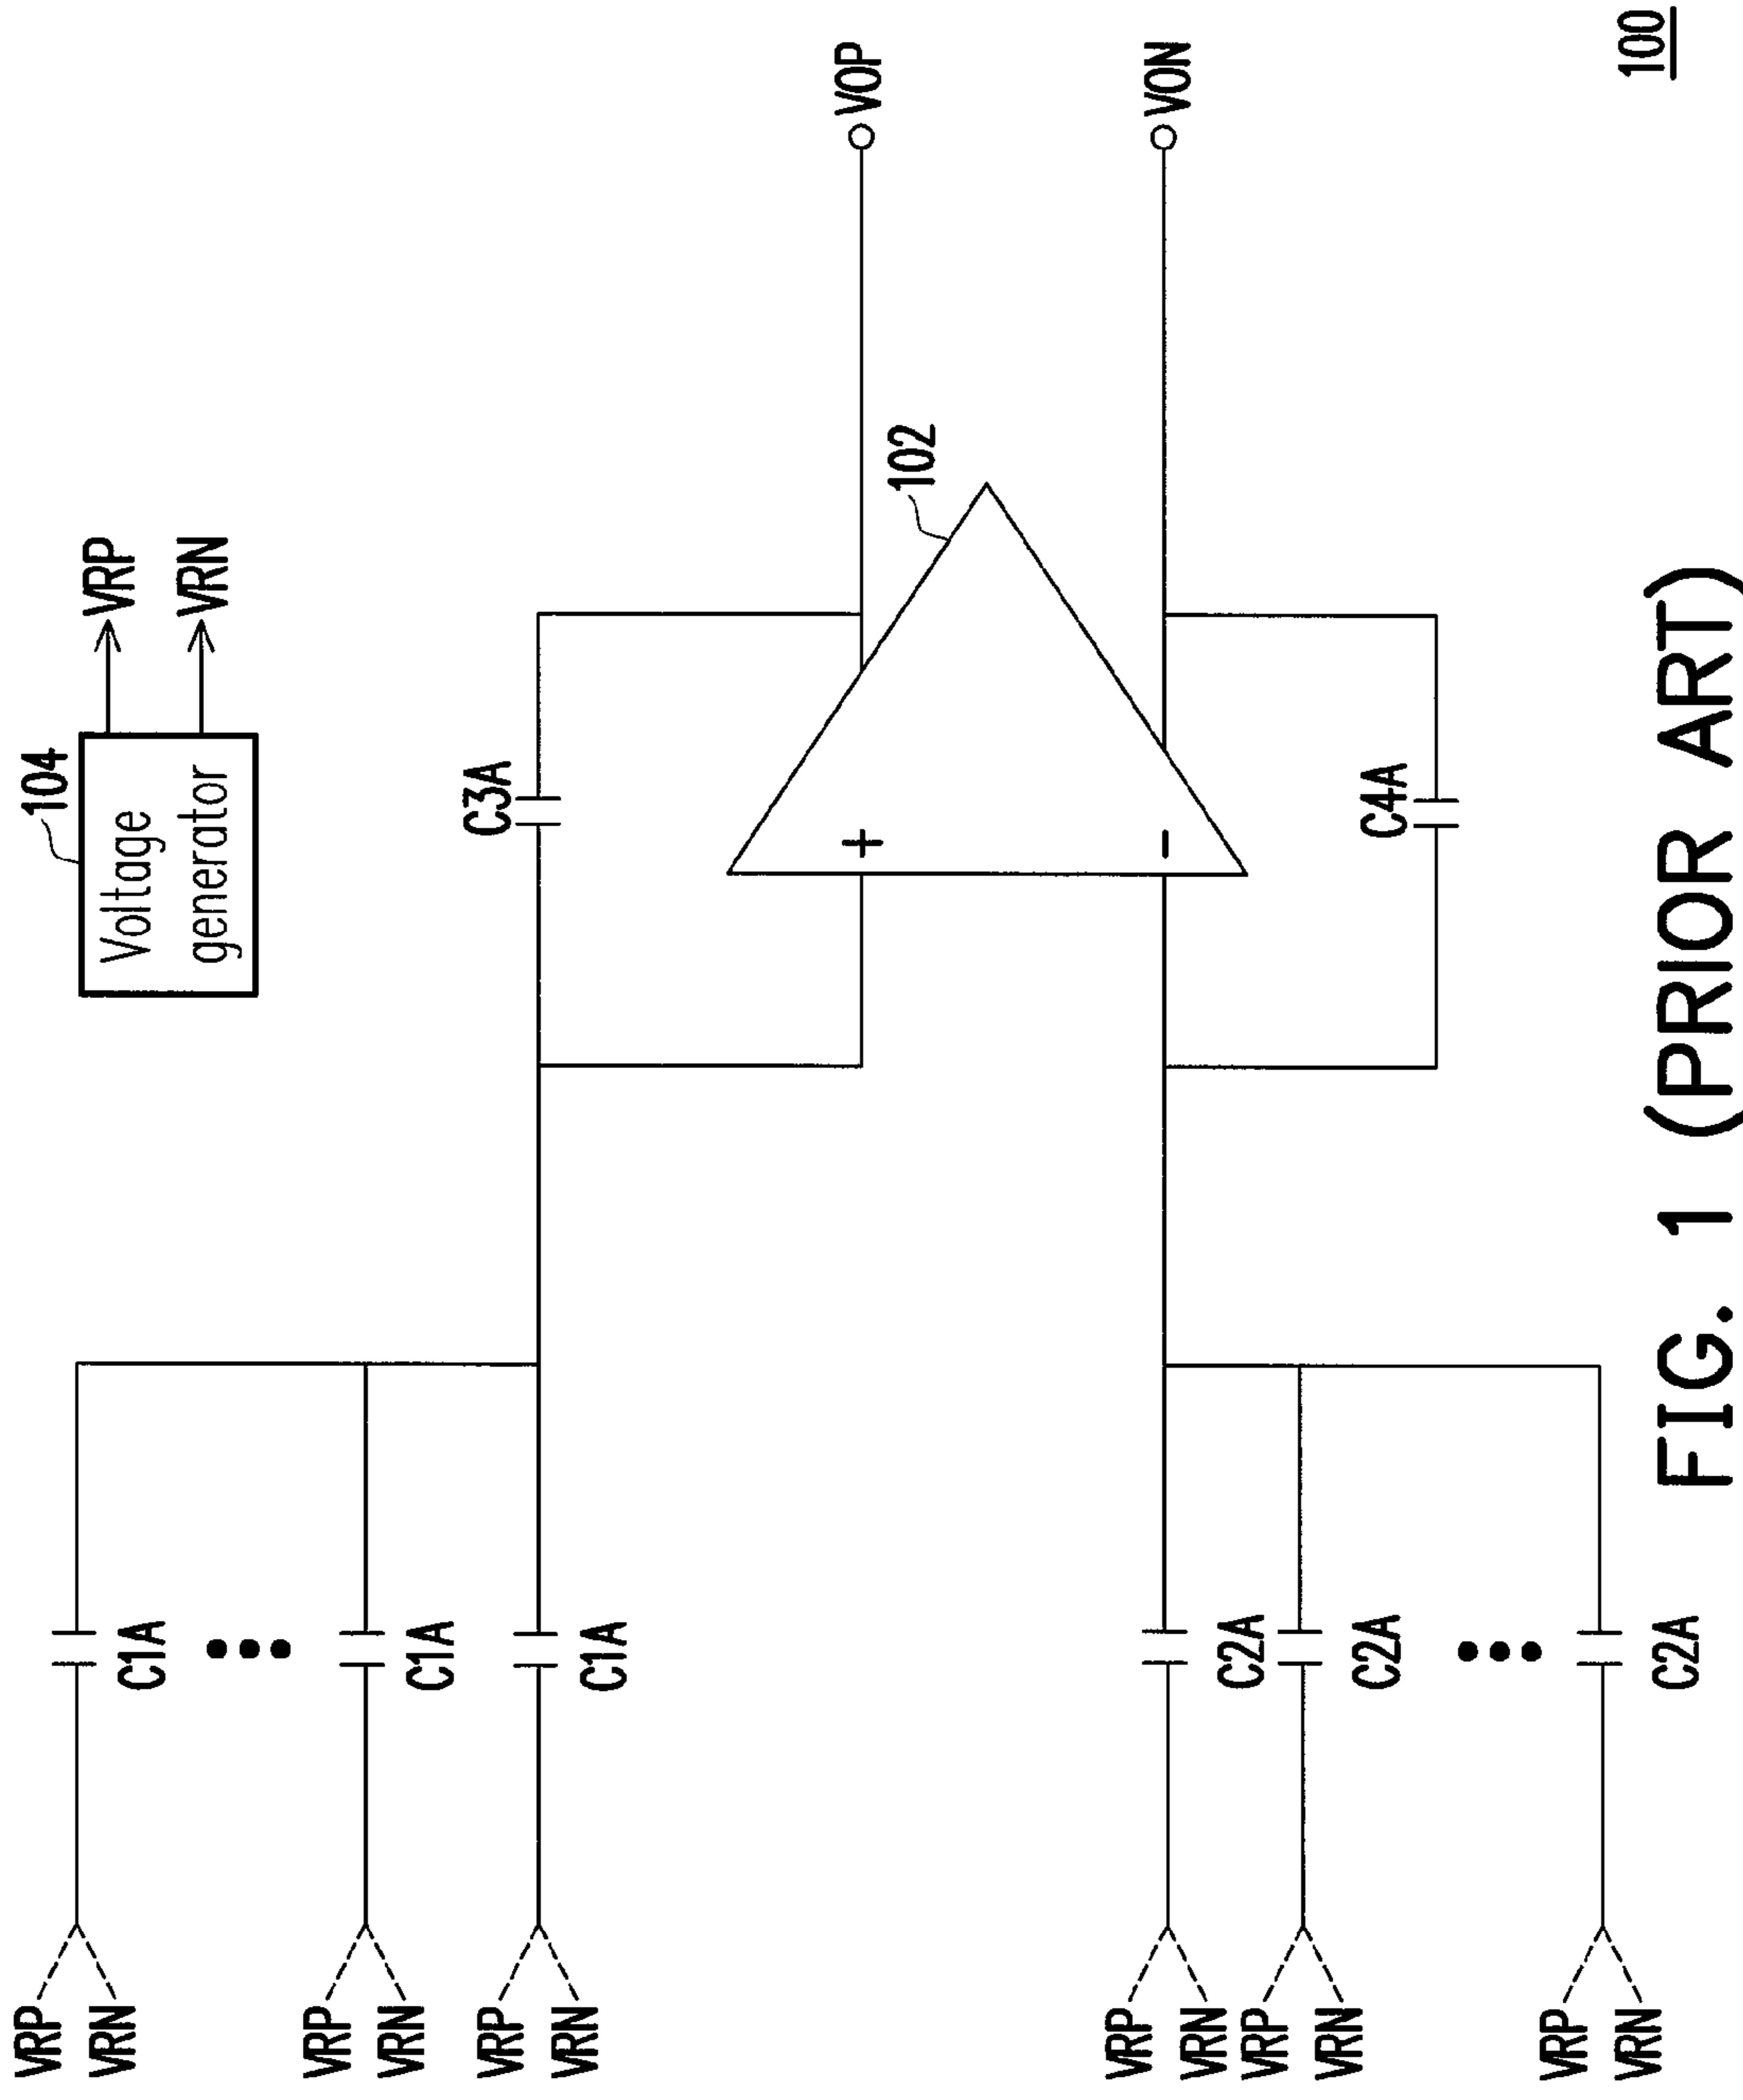 104
Voltage
generator
VRP
VRN
VRP
VRN
C1A
VRP
VRN
C1A
VRP
VRN
C1A
C3A
+
-
102
VOP
VON
C4A
VRP
VRN
C2A
VRP
VRN
C2A
VRP
VRN
C2A
100
FIG. 1 (PRIOR ART)